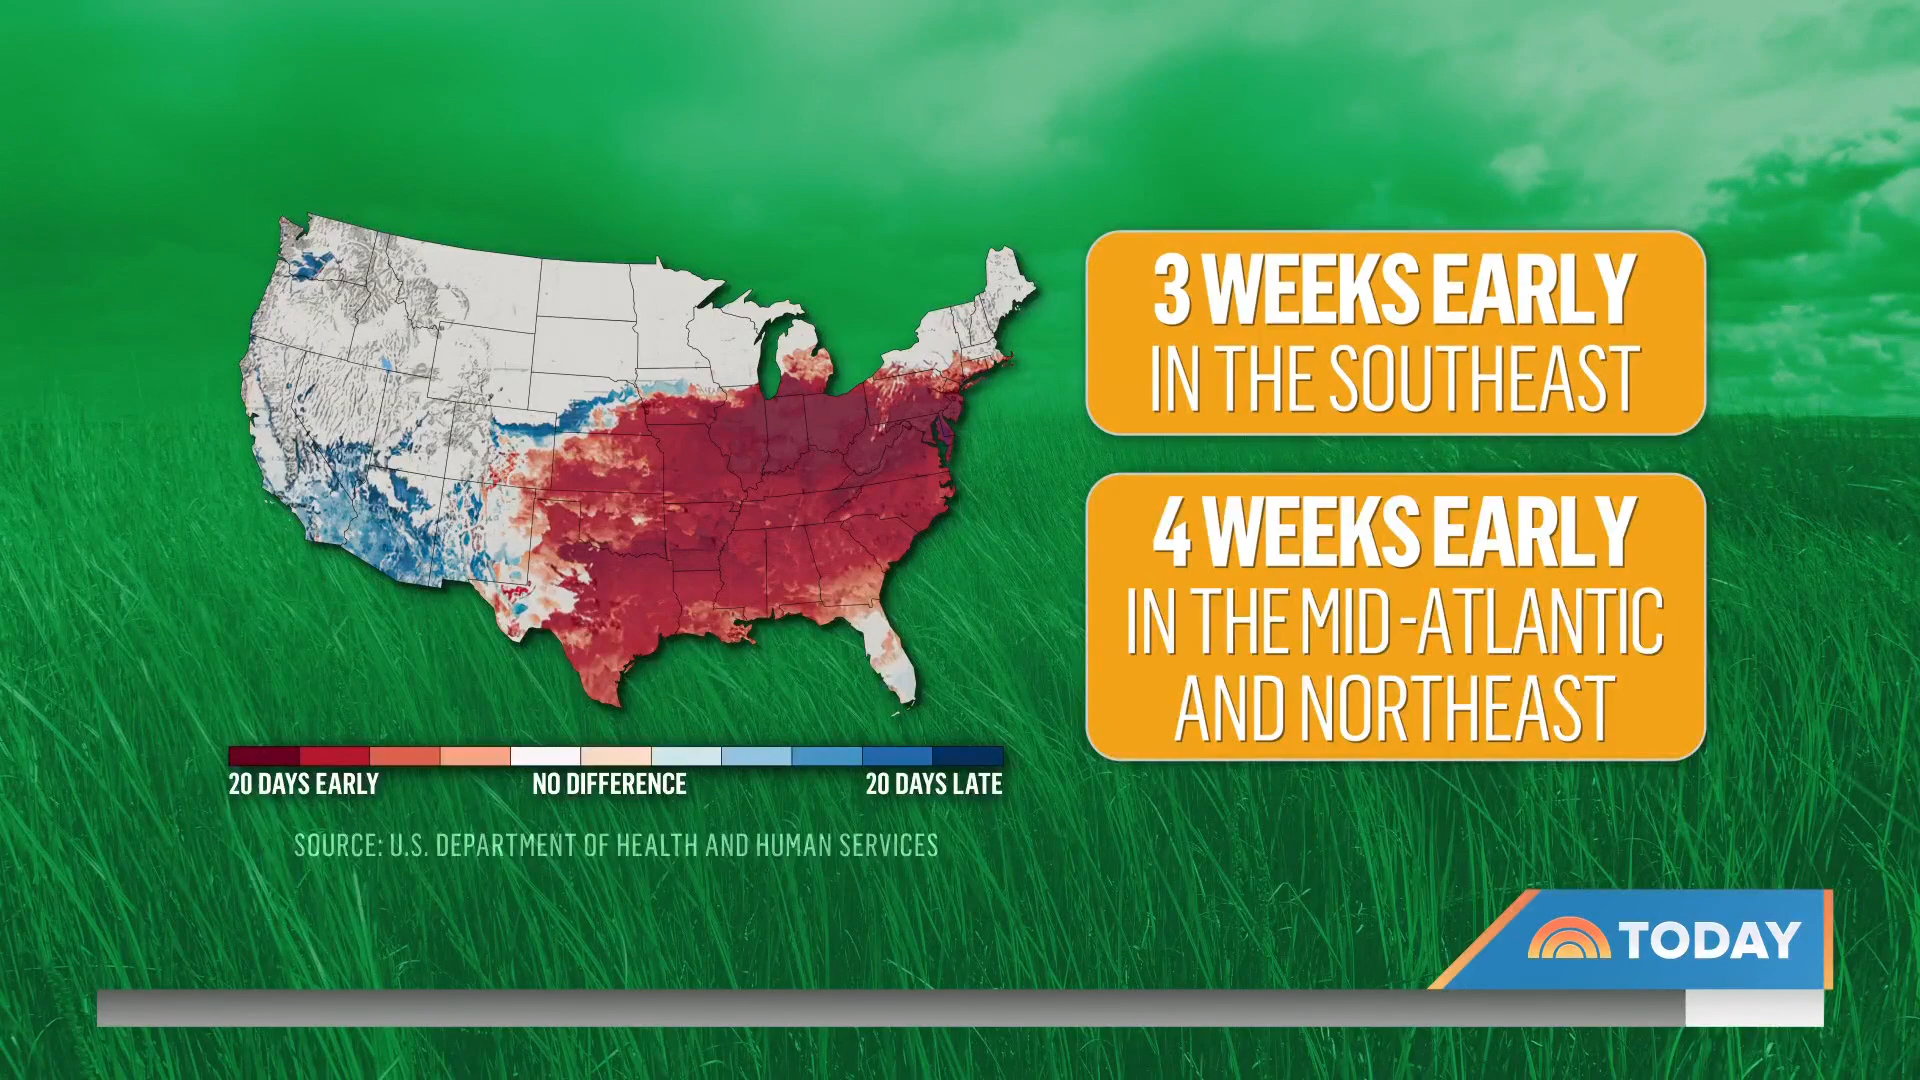 3 WEEKS EARLY
IN THE SOUTHEAST
4 WEEKS EARLY
IN THE MID-ATLANTIC
AND NORTHEAST
20 DAYS EARLY
NO DIFFERENCE
20 DAYS LATE
SOURCE: U.S. DEPARTMENT OF HEALTH AND HUMAN SERVICES
TODAY